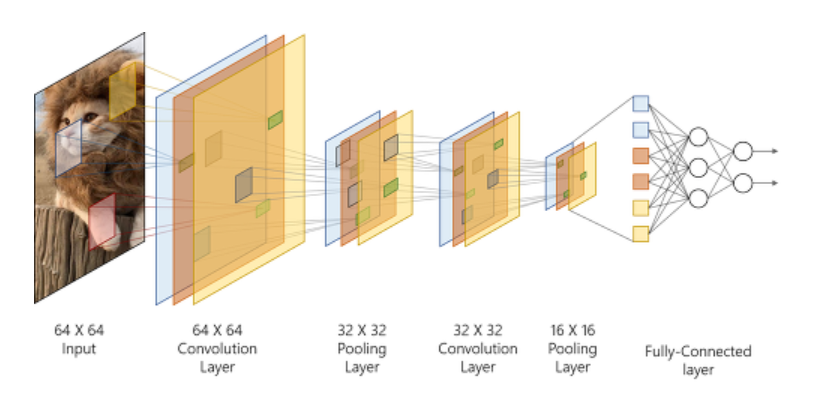 64 X 64
Input
64 X 64
Convolution
Layer
32 X 32
Pooling
Layer
32 X 32
Convolution
Layer
16 X 16
Pooling
Layer
Fully-Connected
layer